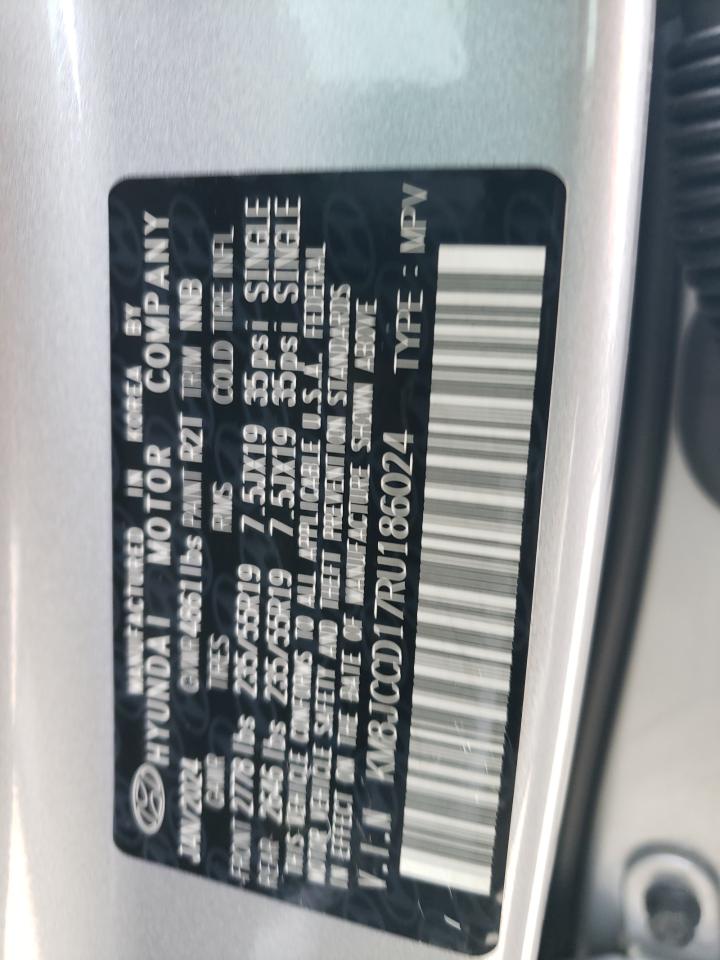 MANUFACTURED IN KOREA BY
HYUNDAI MOTOR COMPANY
JAN/2024 GVWR 4861 lbs PAINT R2T TRIM NNB
GAWR TIRES RIMS COLD TIRE INFL
FRONT 2778 lbs 235/55R19 7.5JX19 35psi SINGLE
REAR 2645 lbs 235/55R19 7.5JX19 35psi SINGLE
THIS VEHICLE CONFORMS TO ALL APPLICABLE U.S.A. FEDERAL
MOTOR VEHICLE SAFETY AND THEFT PREVENTION STANDARDS
IN EFFECT ON THE DATE OF MANUFACTURE SHOWN ABOVE
V.I.N KM8JCCD17RU186024 TYPE : MPV